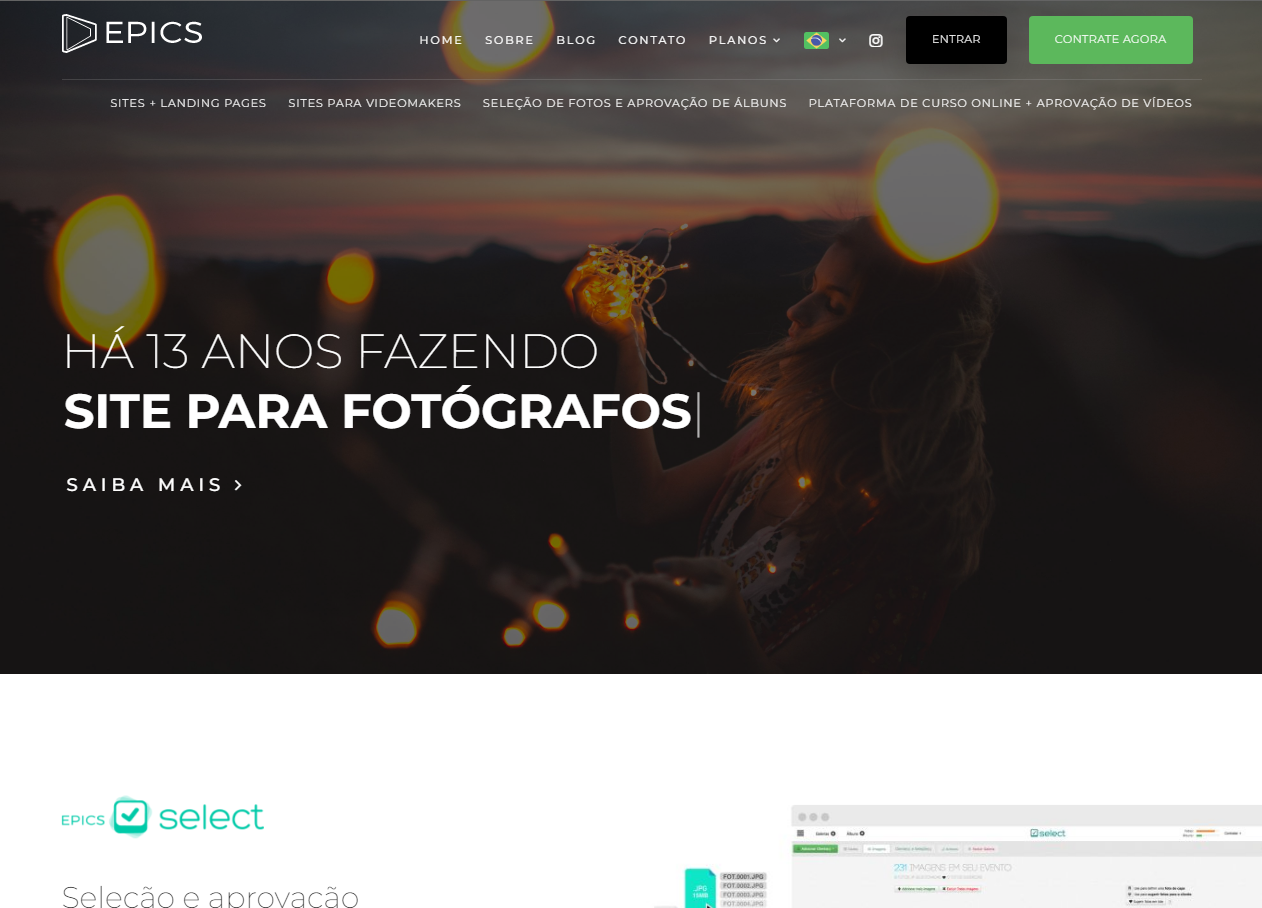 EPICS
HOME SOBRE BLOG CONTATO PLANOS ENTRAR CONTRATE AGORA
SITES + LANDING PAGES SITES PARA VIDEOMAKERS SELEÇÃO DE FOTOS E APROVAÇÃO DE ÁLBUNS PLATAFORMA DE CURSO ONLINE + APROVAÇÃO DE VÍDEOS
HÁ 13 ANOS FAZENDO
SITE PARA FOTÓGRAFOS
SAIBA MAIS
EPICS select
select
231 IMAGENS EM SEU EVENTO
Seleção e aprovação
.JPG
15MB
FOT.0001.JPG
FOT.0002.JPG
FOT.0003.JPG
FOT.0004.JPG